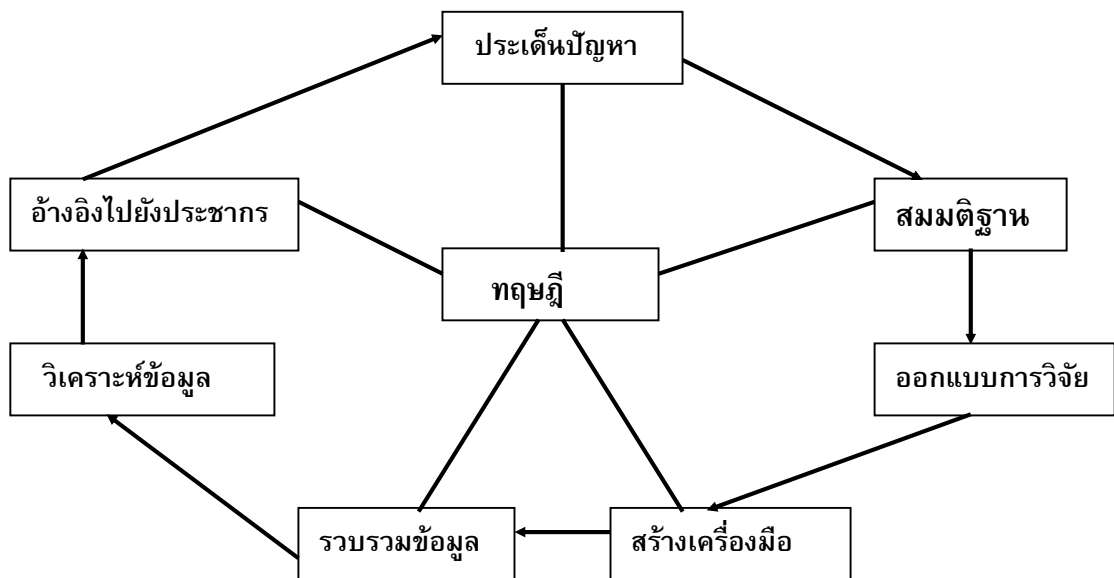 ประเด็นปัญหา
อ้างอิงไปยังประชากร
สมมติฐาน
ทฤษฎี
วิเคราะห์ข้อมูล
ออกแบบการวิจัย
รวบรวมข้อมูล
สร้างเครื่องมือ